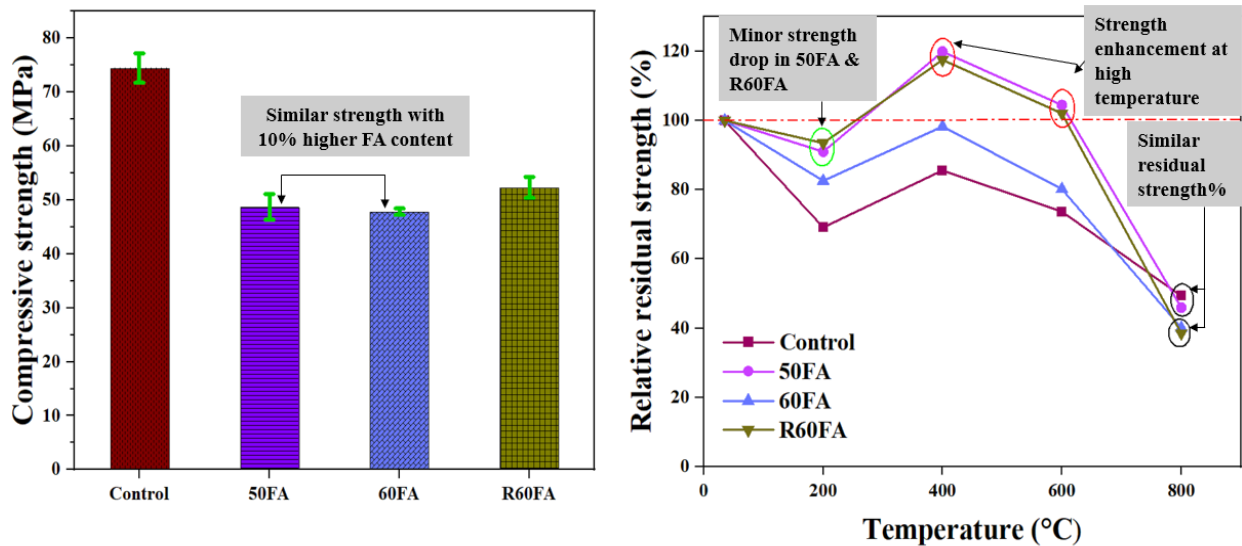 Compressive strength (MPa)
80
70
60
50
40
30
20
10
0
Similar strength with
10% higher FA content
Control
50FA
60FA
R60FA
Relative residual strength (%)
120
100
80
60
40
20
0
Minor strength
drop in 50FA &
R60FA
Strength
enhancement at
high
temperature
Similar
residual
strength%
Control
50FA
60FA
R60FA
0
200
400
600
800
Temperature (°C)